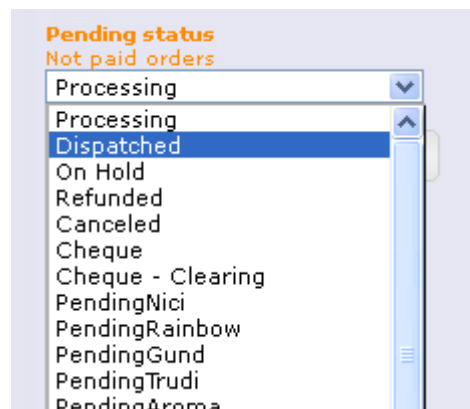 Pending status
Not paid orders
Processing
Processing
Dispatched
On Hold
Refunded
Canceled
Cheque
Cheque - Clearing
PendingNici
PendingRainbow
PendingGund
PendingTrudi
PendingAroma